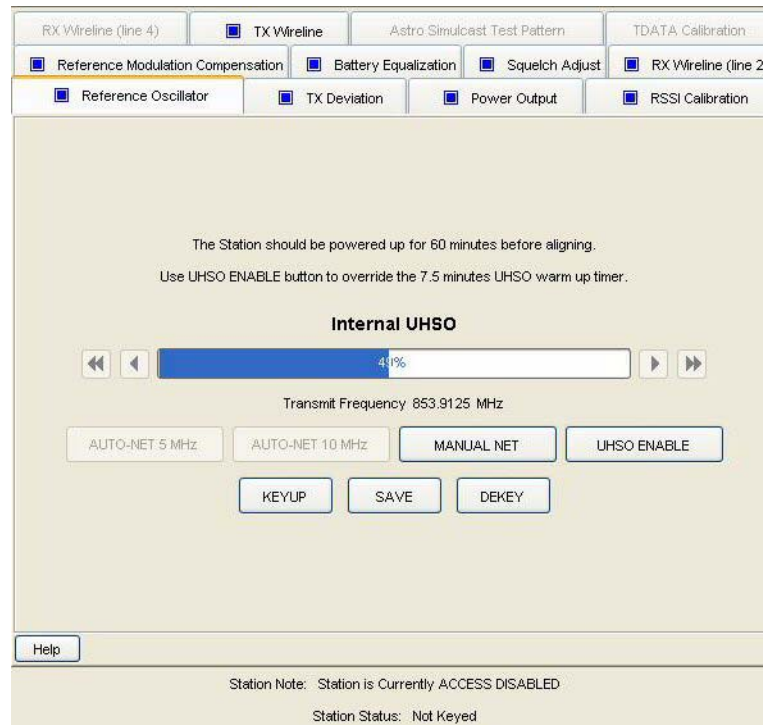 RX Wireline (line 4) TX Wireline Astro Simulcast Test Pattern TDATA Calibration
Reference Modulation Compensation Battery Equalization Squelch Adjust RX Wireline (line 2
Reference Oscillator TX Deviation Power Output RSSI Calibration
The Station should be powered up for 60 minutes before aligning.
Use UHSO ENABLE button to override the 7.5 minutes UHSO warm up timer.
Internal UHSO
Transmit Frequency 853.9125 MHz
AUTO-NET 5 MHz AUTO-NET 10 MHz MANUAL NET UHSO ENABLE
KEYUP SAVE DEKEY
Help
Station Note: Station is Currently ACCESS DISABLED
Station Status: Not Keyed